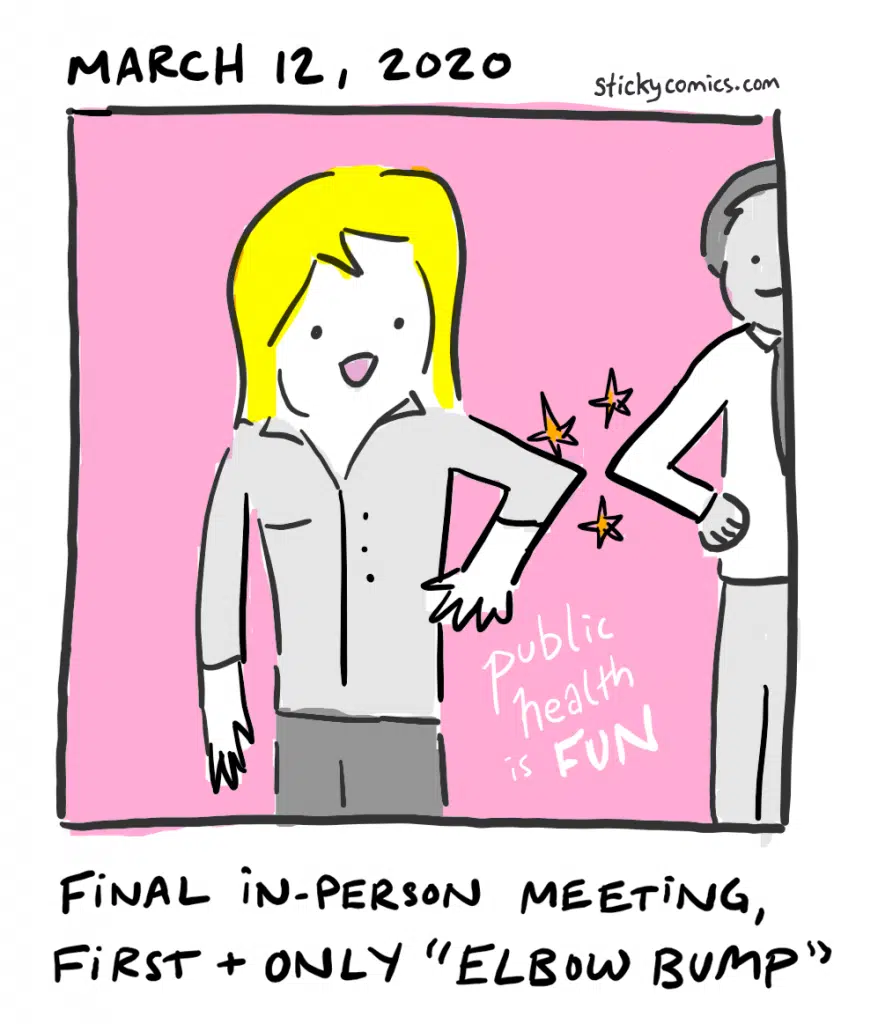 MARCH 12, 2020
stickycomics.com
public
health
is FUN
FINAL IN-PERSON MEETING,
FIRST + ONLY "ELBOW BUMP"